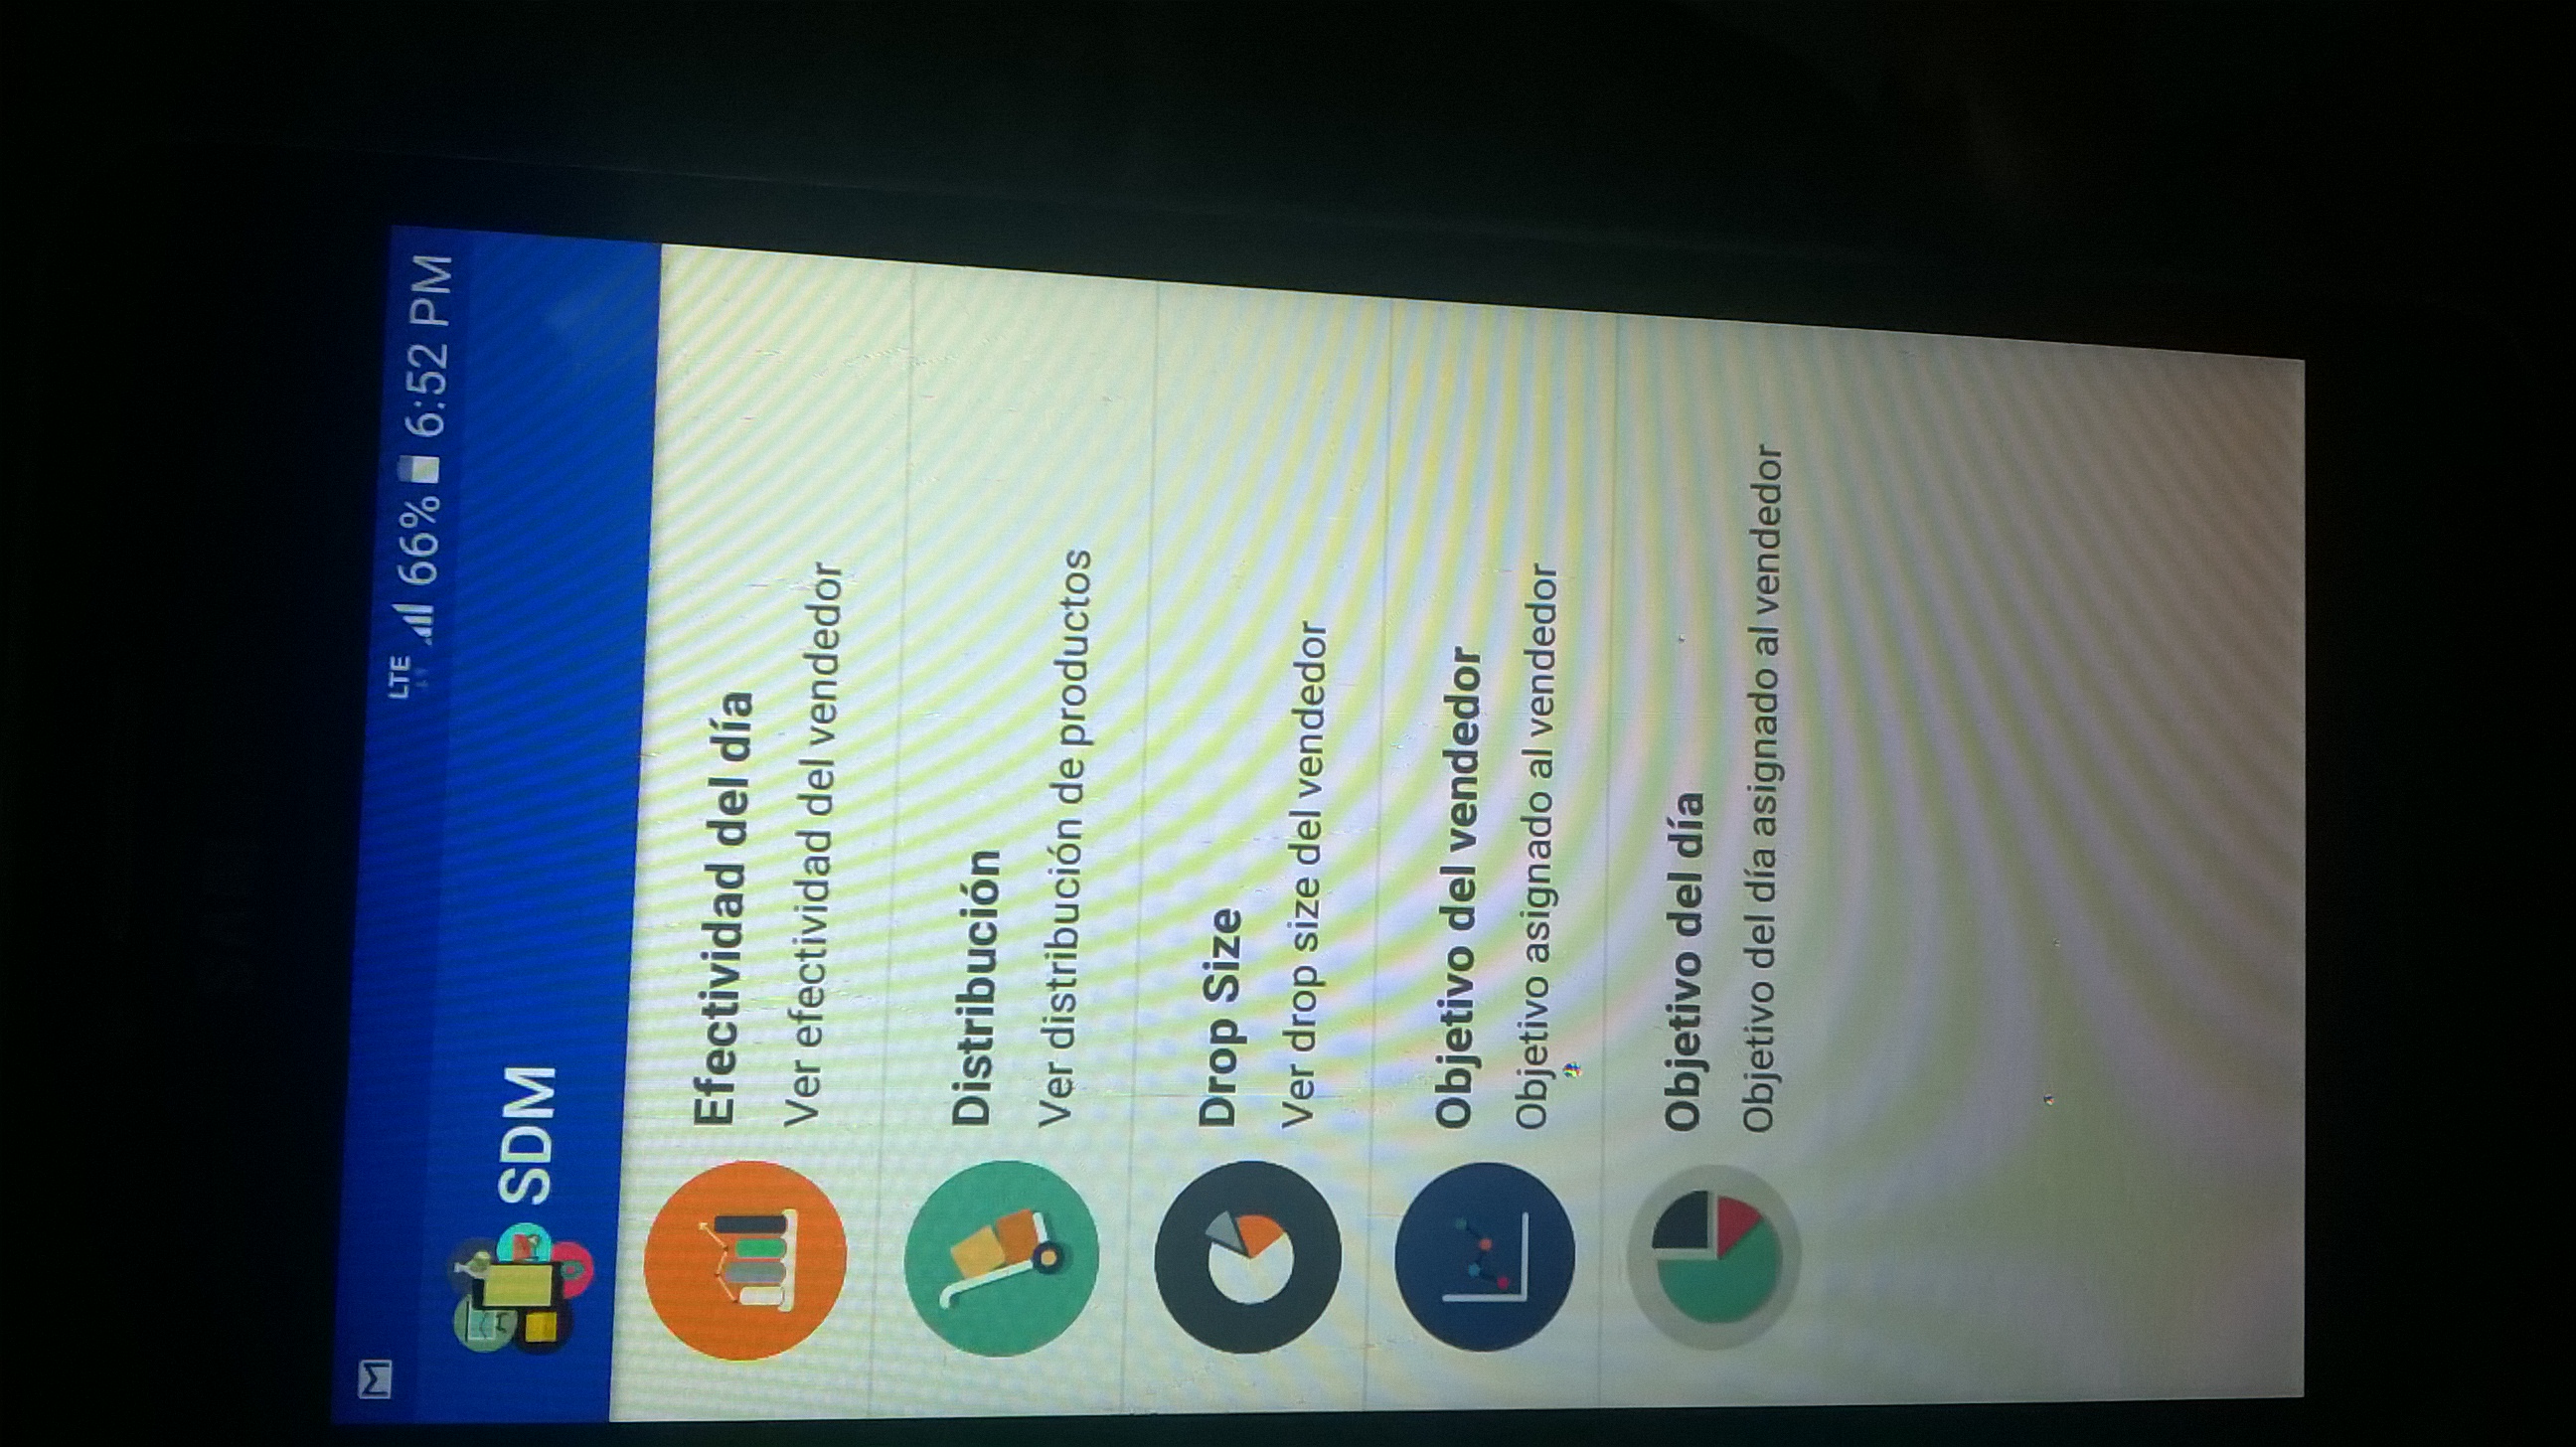 LTE 66% 6:52 PM
SDM
Efectividad del día
Ver efectividad del vendedor
Distribución
Ver distribución de productos
Drop Size
Ver drop size del vendedor
Objetivo del vendedor
Objetivo asignado al vendedor
Objetivo del día
Objetivo del día asignado al vendedor